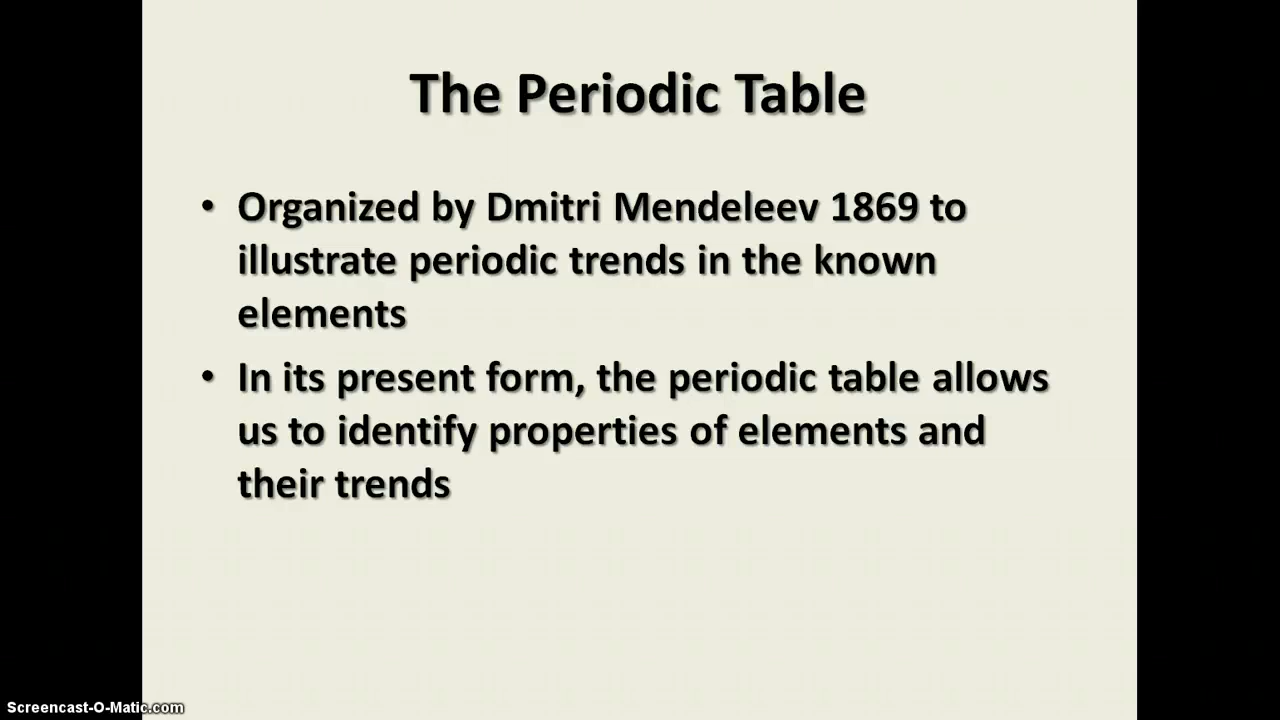 The Periodic Table
• Organized by Dmitri Mendeleev 1869 to
illustrate periodic trends in the known
elements
• In its present form, the periodic table allows
us to identify properties of elements and
their trends
Screencast-O-Matic.com